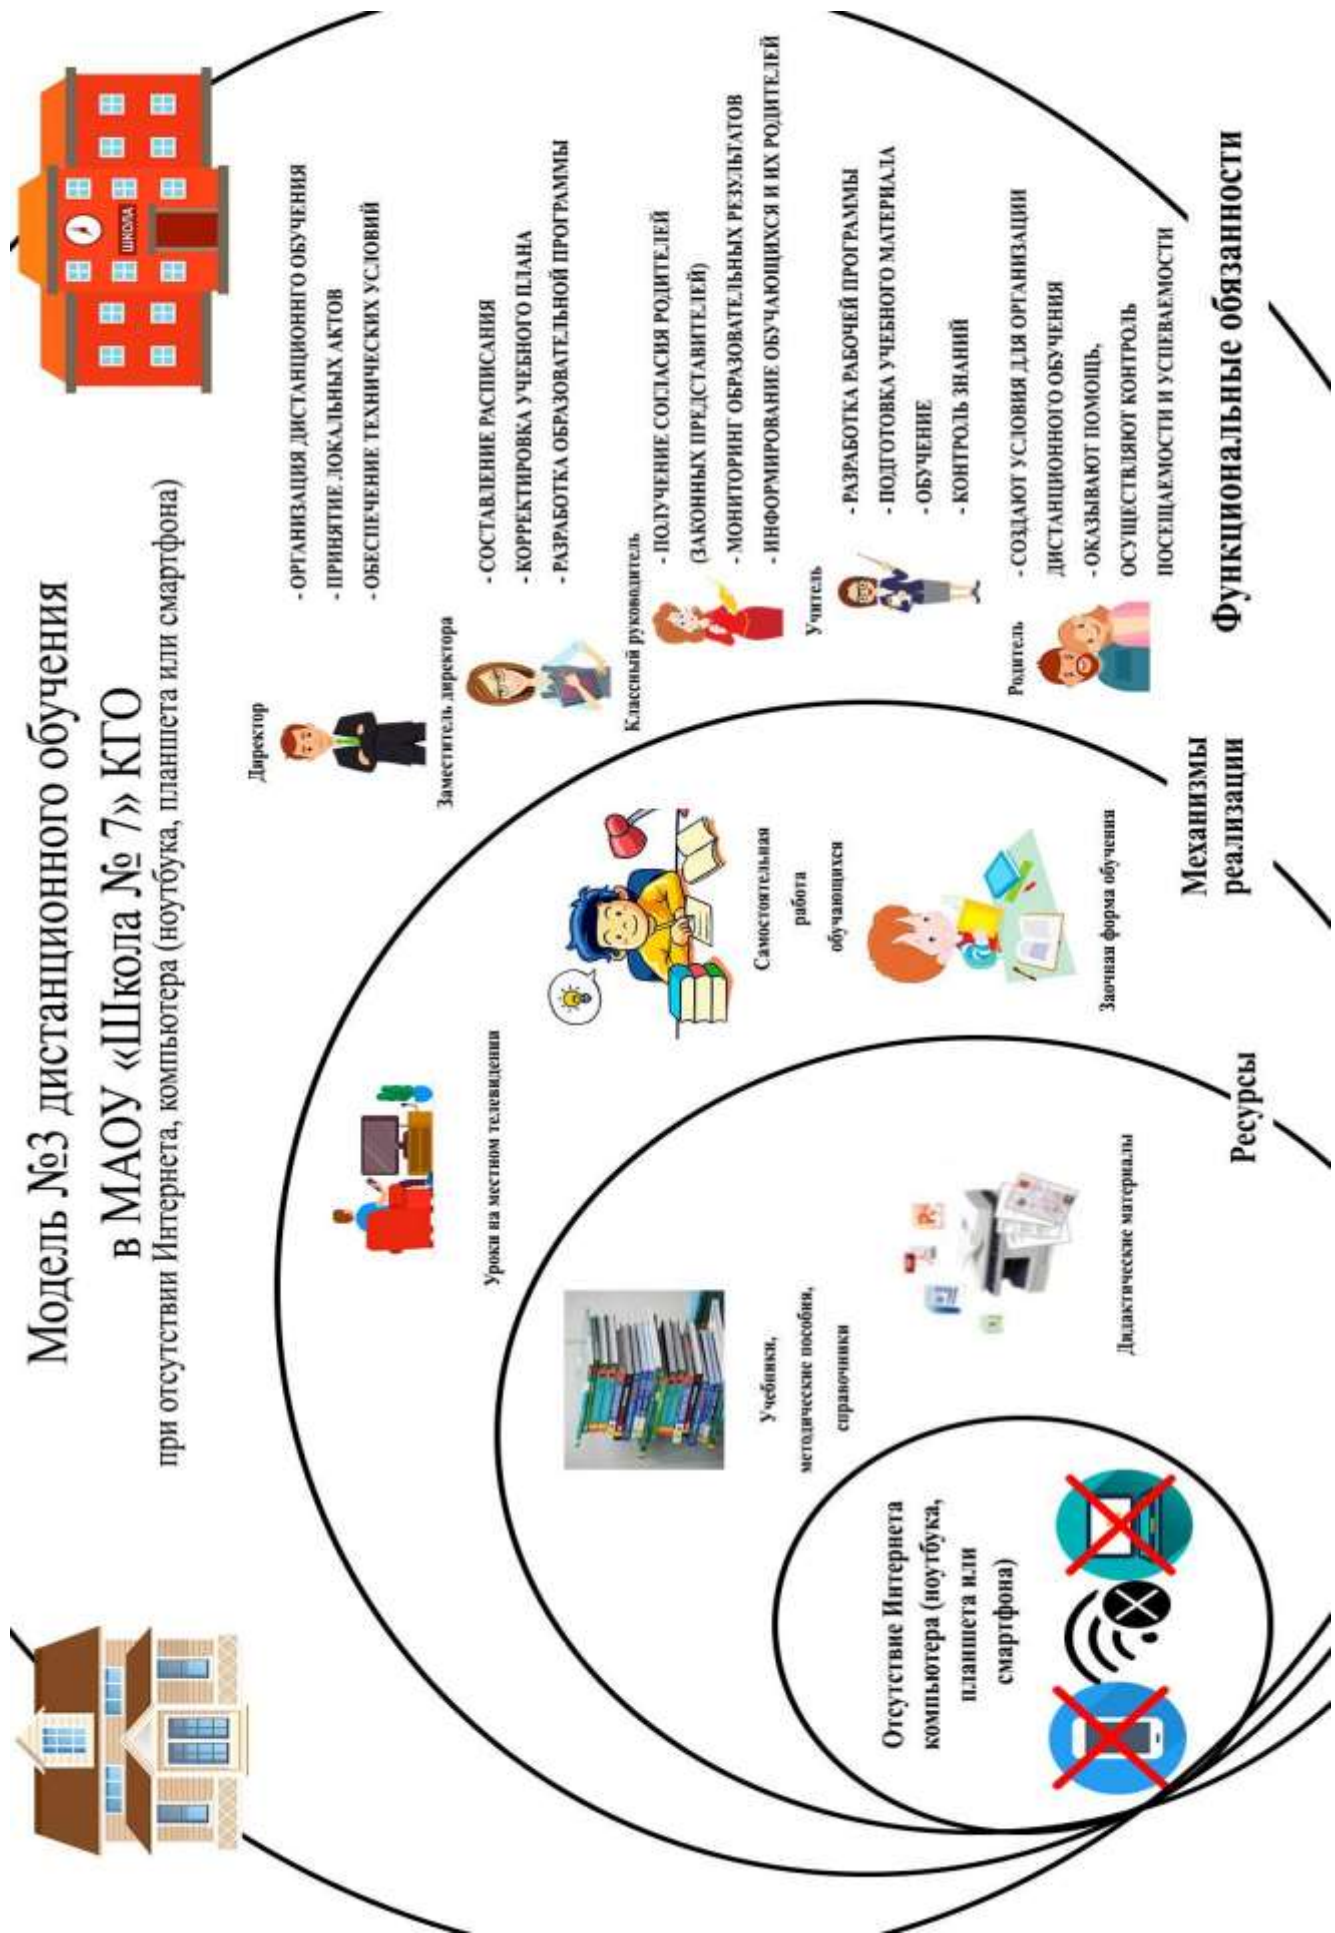 Модель №3 дистанционного обучения
в МАОУ «Школа № 7» КГО
при отсутствии Интернета, компьютера (ноутбука, планшета или смартфона)
ШКОЛА
Директор
- ОРГАНИЗАЦИЯ ДИСТАНЦИОННГО ОБУЧЕНИЯ
- ПРИНЯТИЕ ЛОКАЛЬНЫХ АКТОВ
- ОБЕСПЕЧЕНИЕ ТЕХНИЧЕСКИХ УСЛОВИЙ
Заместитель директора
- СОСТАВЛЕНИЕ РАСПИСАНИЯ
- КОРРЕКТИРОВКА УЧЕБНОГО ПЛАНА
- РАЗРАБОТКА ОБРАЗОВАТЕЛЬНОЙ ПРОГРАММЫ
Классный руководитель
- ПОЛУЧЕНИЕ СОГЛАСИЯ РОДИТЕЛЕЙ
(ЗАКОННЫХ ПРЕДСТАВИТЕЛЕЙ)
- МОНИТОРИНГ ОБРАЗОВАТЕЛЬНЫХ РЕЗУЛЬТАТОВ
- ИНФОРМИРОВАНИЕ ОБУЧАЮЩИХСЯ И ИХ РОДИТЕЛЕЙ
Учитель
- РАЗРАБОТКА РАБОЧЕЙ ПРОГРАММЫ
- ПОДГОТОВКА УЧЕБНОГО МАТЕРИАЛА
- ОБУЧЕНИЕ
- КОНТРОЛЬ ЗНАНИЙ
Родитель
- СОЗДАЮТ УСЛОВИЯ ДЛЯ ОРГАНИЗАЦИИ
ДИСТАНЦИОННОГО ОБУЧЕНИЯ
- ОКАЗЫВАЮТ ПОМОЩЬ,
ОСУЩЕСТВЛЯЮТ КОНТРОЛЬ
ПОСЕЩАЕМОСТИ И УСПЕВАЕМОСТИ
Функциональные обязанности
Уроки на местном телевидении
Самостоятельная
работа
обучающихся
Заочная форма обучения
Механизмы
реализации
Учебники,
методические пособия,
справочники
Дидактические материалы
Ресурсы
Отсутствие Интернета
компьютера (ноутбука,
планшета или
смартфона)